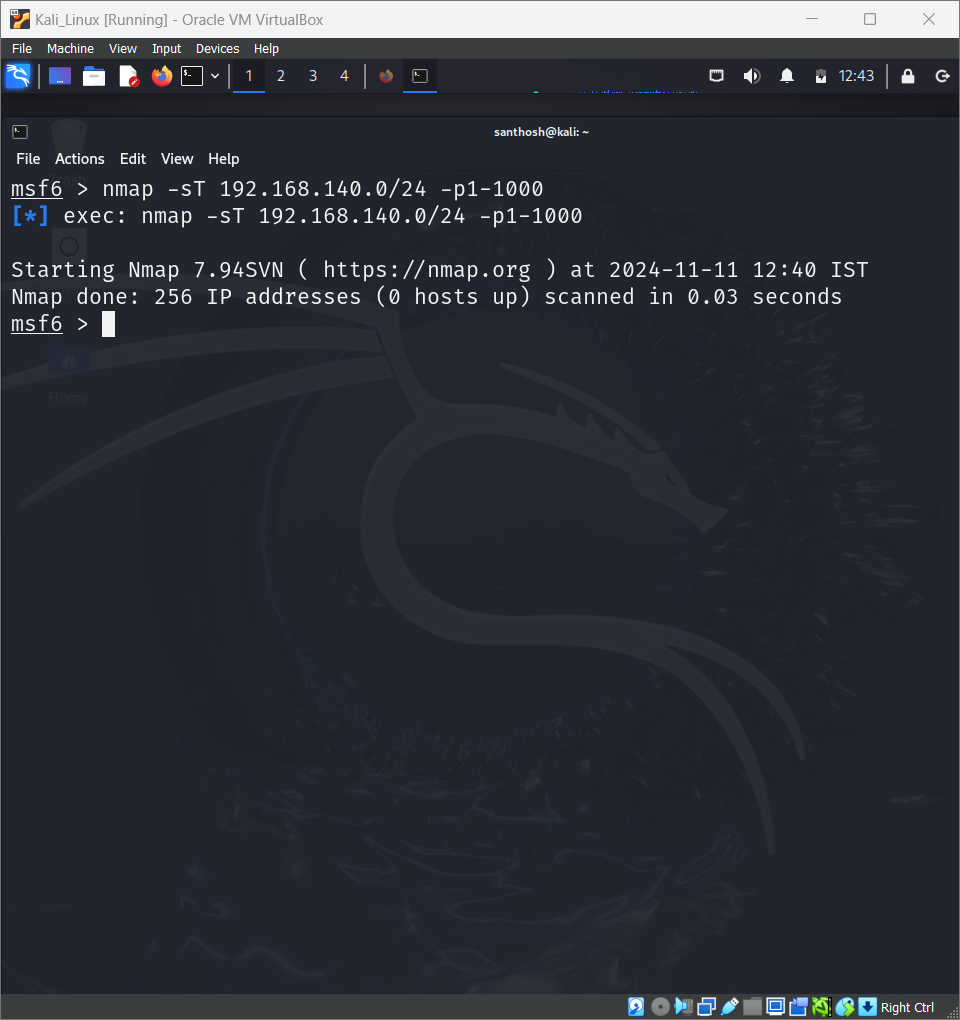 Kali_Linux [Running] - Oracle VM VirtualBox
File Machine View Input Devices Help
1 2 3 4 12:43
santhosh@kali: ~
File Actions Edit View Help
msf6 > nmap -sT 192.168.140.0/24 -p1-1000
[*] exec: nmap -sT 192.168.140.0/24 -p1-1000
Starting Nmap 7.94SVN ( https://nmap.org ) at 2024-11-11 12:40 IST
Nmap done: 256 IP addresses (0 hosts up) scanned in 0.03 seconds
msf6 >
Home
Right Ctrl